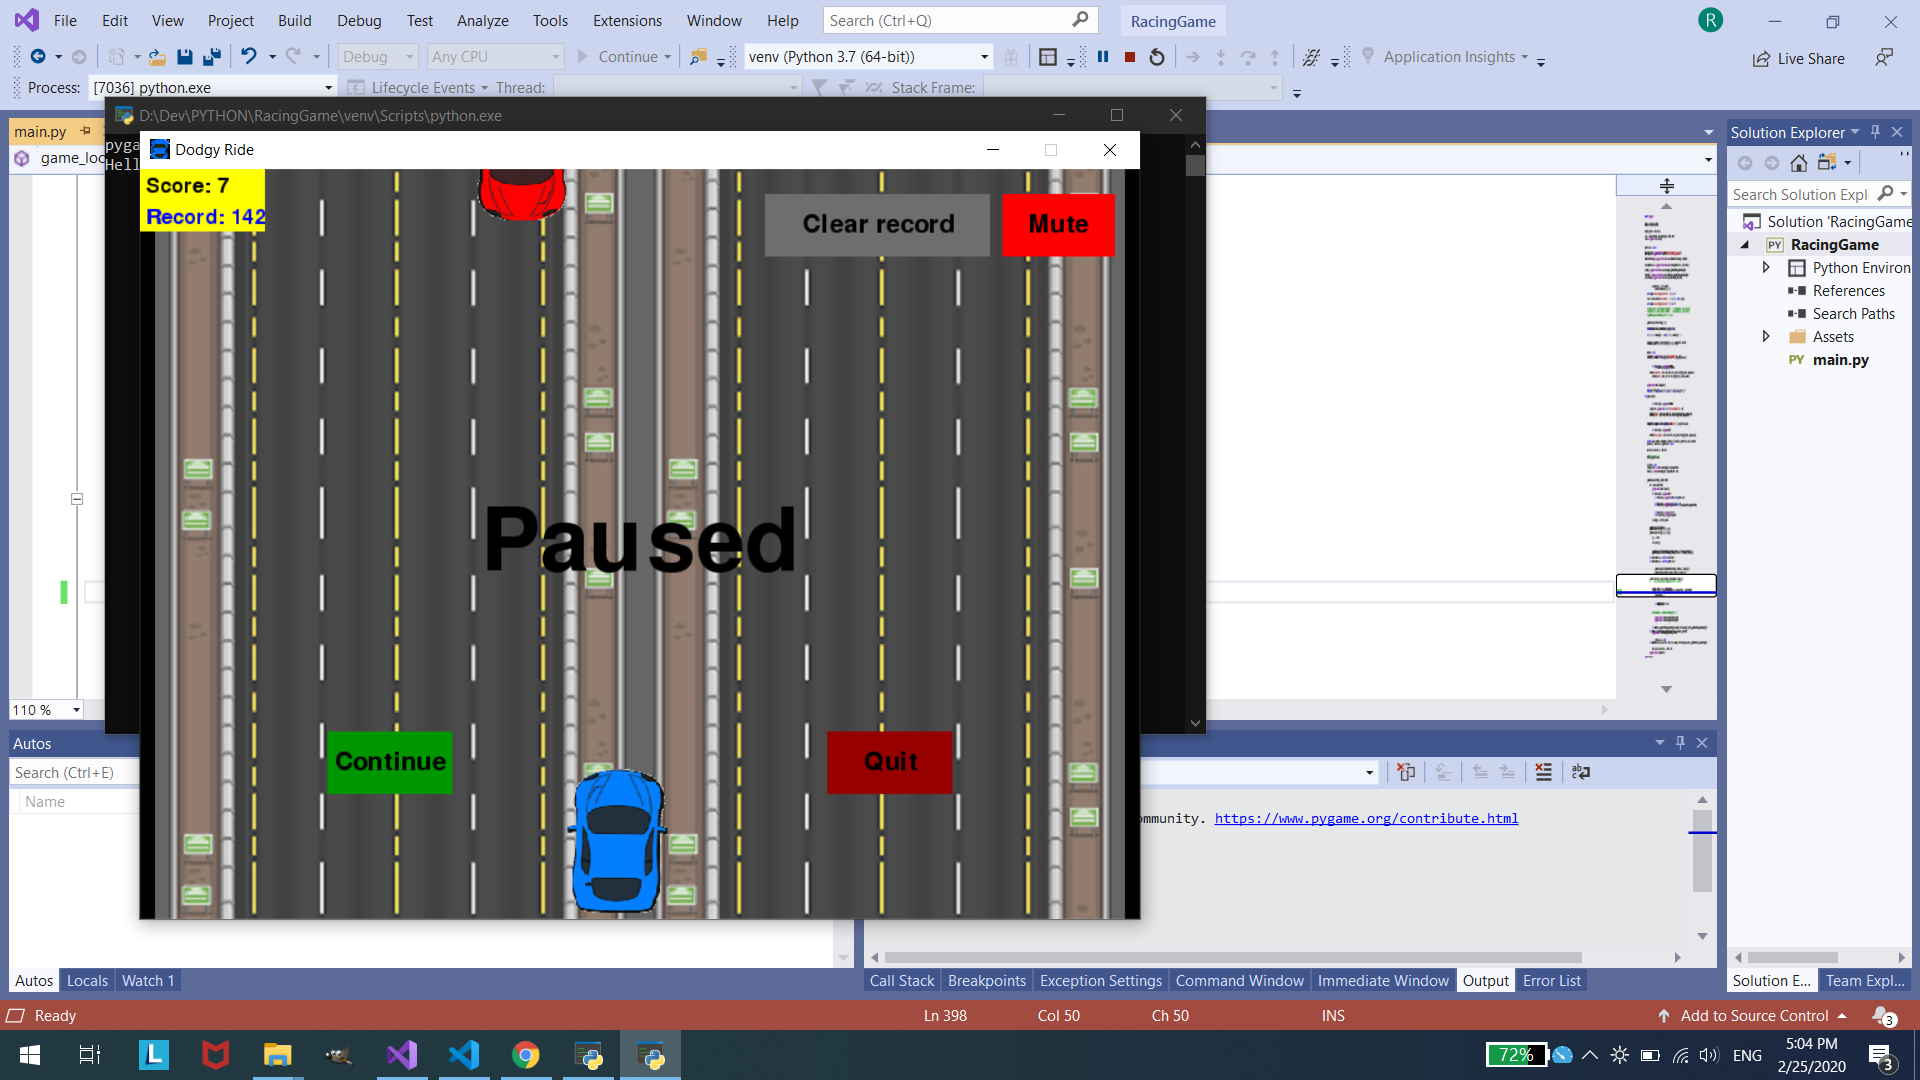 File Edit View Project Build Debug Test Analyze Tools Extensions Window Help Search (Ctrl+Q) RacingGame R
Debug Any CPU Continue venv (Python 3.7 (64-bit)) Application Insights Live Share
Process: [7036] python.exe Lifecycle Events Thread: Stack Frame:
D:\Dev\PYTHON\RacingGame\venv\Scripts\python.exe
main.py
pyga
game_loo
Hell
Dodgy Ride
Score: 7
Record: 142
Clear record
Mute
Paused
Continue
Quit
110 %
Solution Explorer
Search Solution Expl
Solution 'RacingGame
PY RacingGame
Python Environ
References
Search Paths
Assets
PY main.py
Autos
Search (Ctrl+E)
Name
ommunity. https://www.pygame.org/contribute.html
Autos Locals Watch 1
Call Stack Breakpoints Exception Settings Command Window Immediate Window Output Error List
Solution E... Team Expl...
Ready Ln 398 Col 50 Ch 50 INS Add to Source Control 3
L
72% ENG
5:04 PM
2/25/2020
3